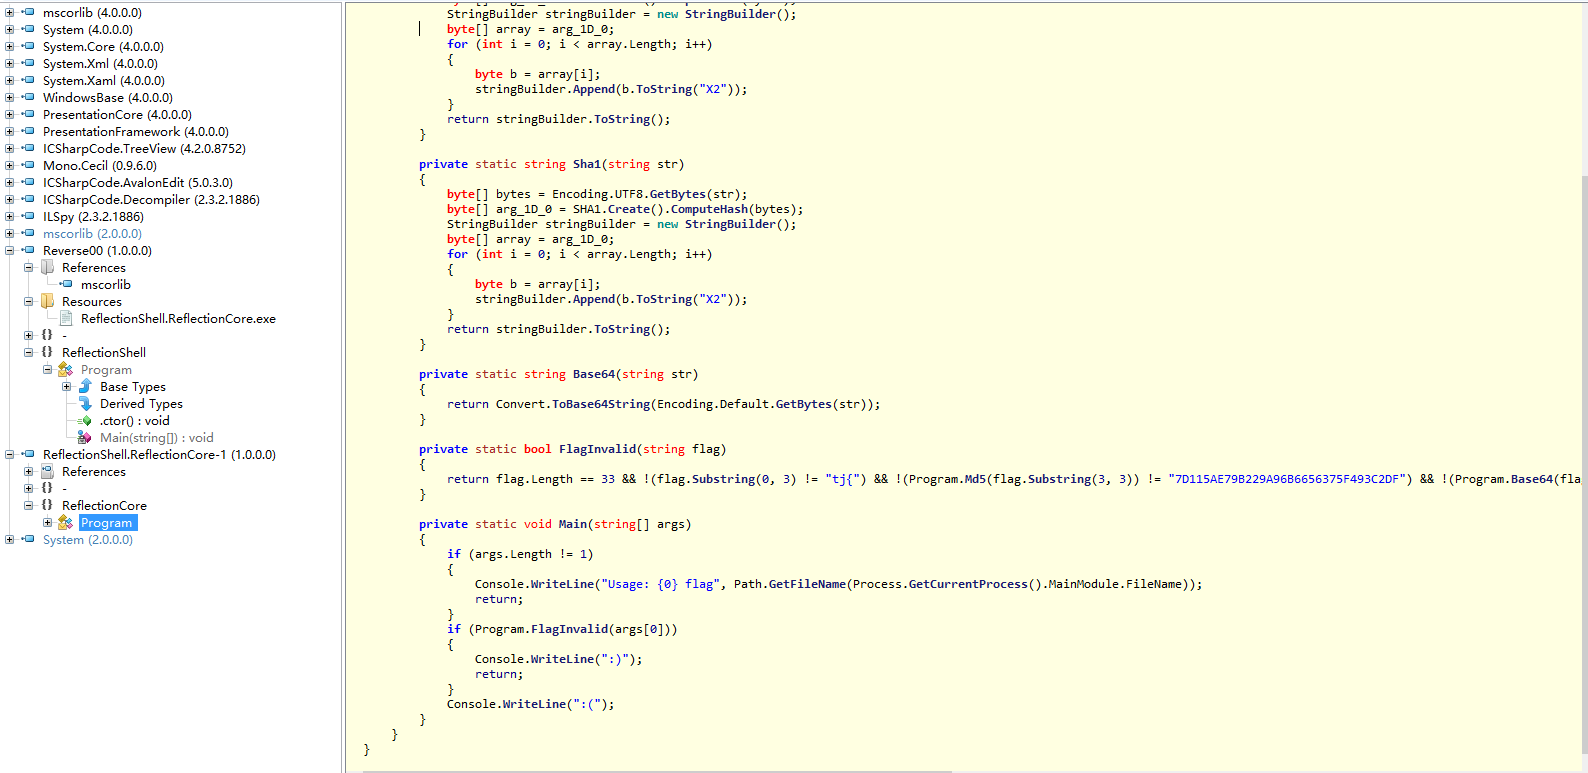 mscorlib (4.0.0.0)
System (4.0.0.0)
System.Core (4.0.0.0)
System.Xml (4.0.0.0)
System.Xaml (4.0.0.0)
WindowsBase (4.0.0.0)
PresentationCore (4.0.0.0)
PresentationFramework (4.0.0.0)
ICSharpCode.TreeView (4.2.0.8752)
Mono.Cecil (0.9.6.0)
ICSharpCode.AvalonEdit (5.0.3.0)
ICSharpCode.Decompiler (2.3.2.1886)
ILSpy (2.3.2.1886)
mscorlib (2.0.0.0)
Reverse00 (1.0.0.0)
References
mscorlib
Resources
ReflectionShell.ReflectionCore.exe
{} -
{} ReflectionShell
Program
Base Types
Derived Types
.ctor() : void
Main(string[]) : void
ReflectionShell.ReflectionCore-1 (1.0.0.0)
References
{} -
{} ReflectionCore
Program
System (2.0.0.0)
StringBuilder stringBuilder = new StringBuilder();
byte[] array = arg_1D_0;
for (int i = 0; i < array.Length; i++)
{
byte b = array[i];
stringBuilder.Append(b.ToString("X2"));
}
return stringBuilder.ToString();
}
private static string Sha1(string str)
{
byte[] bytes = Encoding.UTF8.GetBytes(str);
byte[] arg_1D_0 = SHA1.Create().ComputeHash(bytes);
StringBuilder stringBuilder = new StringBuilder();
byte[] array = arg_1D_0;
for (int i = 0; i < array.Length; i++)
{
byte b = array[i];
stringBuilder.Append(b.ToString("X2"));
}
return stringBuilder.ToString();
}
private static string Base64(string str)
{
return Convert.ToBase64String(Encoding.Default.GetBytes(str));
}
private static bool FlagInvalid(string flag)
{
return flag.Length == 33 && !(flag.Substring(0, 3) != "tj{") && !(Program.Md5(flag.Substring(3, 3)) != "7D115AE79B229A96B6656375F493C2DF") && !(Program.Base64(fla
}
private static void Main(string[] args)
{
if (args.Length != 1)
{
Console.WriteLine("Usage: {0} flag", Path.GetFileName(Process.GetCurrentProcess().MainModule.FileName));
return;
}
if (Program.FlagInvalid(args[0]))
{
Console.WriteLine(":)");
return;
}
Console.WriteLine(":(");
}
}
}